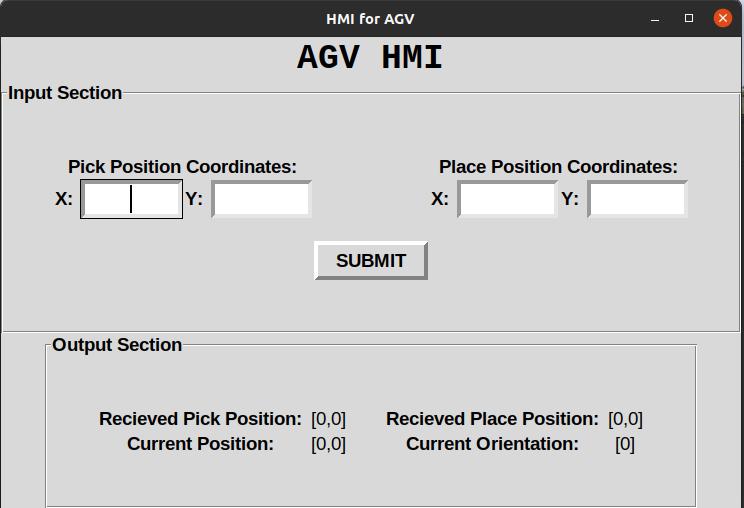 HMI for AGV
AGV HMI
Input Section
Pick Position Coordinates: Place Position Coordinates:
X: Y: X: Y:
SUBMIT
Output Section
Recieved Pick Position: [0,0] Recieved Place Position: [0,0]
Current Position: [0,0] Current Orientation: [0]